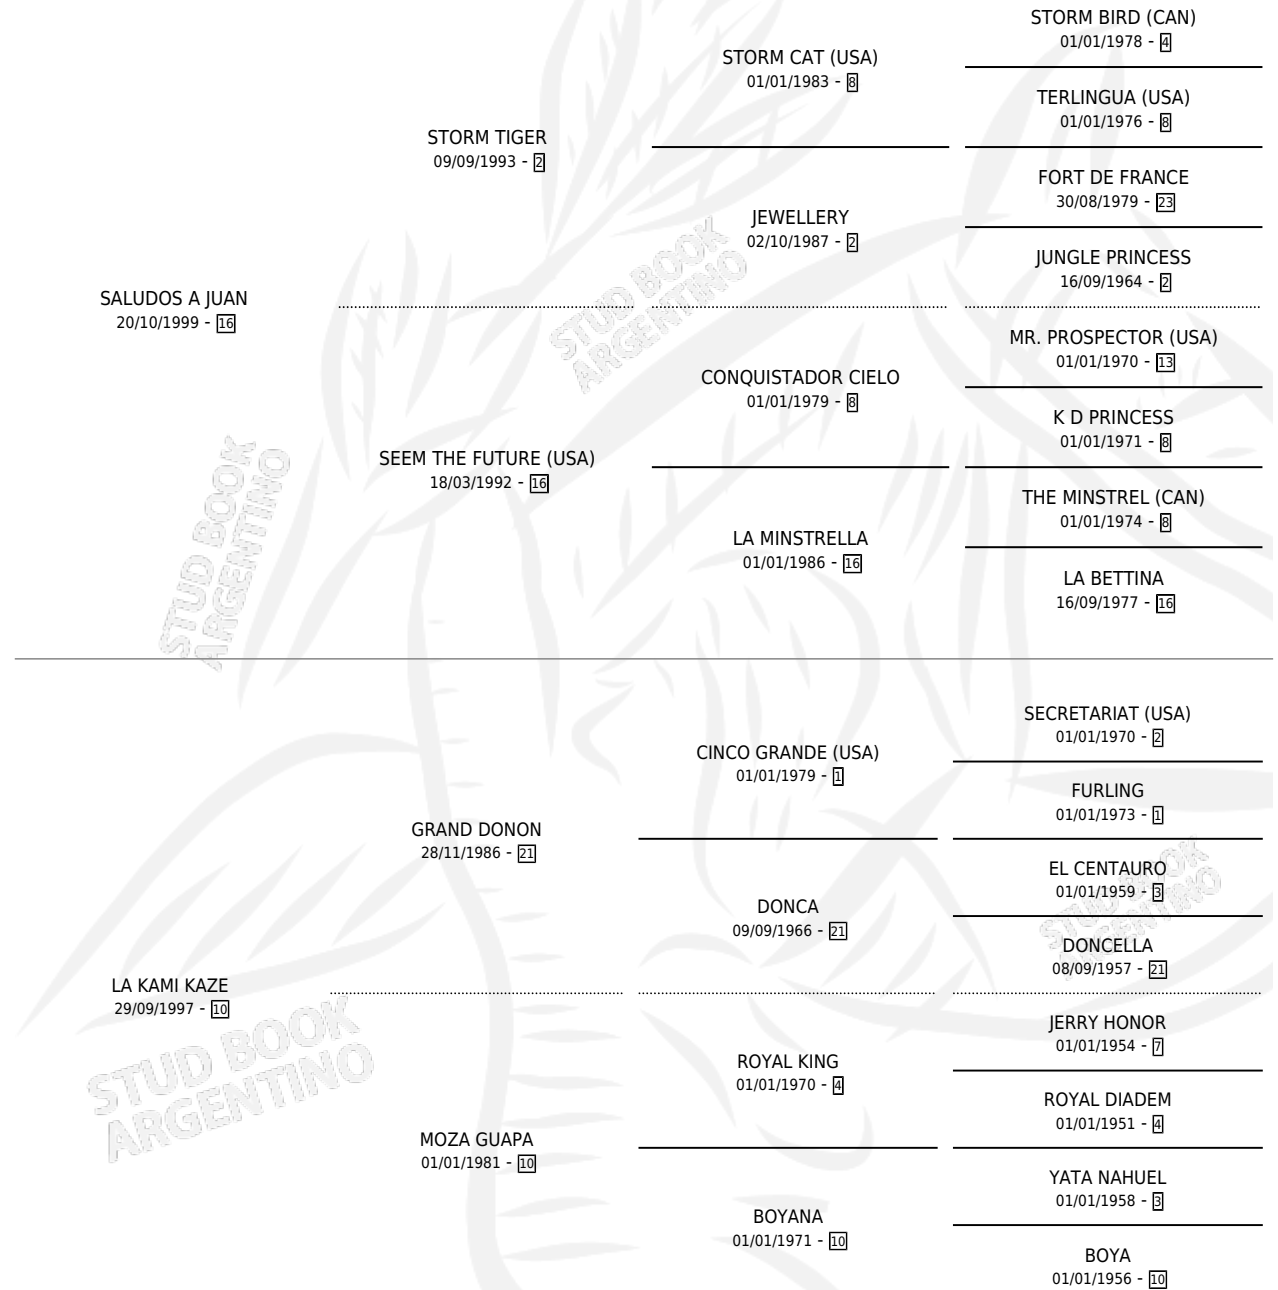 STORM BIRD (CAN)
01/01/1978 - 4
STORM CAT (USA)
01/01/1983 - 8
TERLINGUA (USA)
01/01/1976 - 8
STORM TIGER
09/09/1993 - 2
FORT DE FRANCE
30/08/1979 - 23
JEWELLERY
02/10/1987 - 2
JUNGLE PRINCESS
16/09/1964 - 2
SALUDOS A JUAN
20/10/1999 - 16
MR. PROSPECTOR (USA)
01/01/1970 - 13
CONQUISTADOR CIELO
01/01/1979 - 8
K D PRINCESS
01/01/1971 - 8
SEEM THE FUTURE (USA)
18/03/1992 - 16
THE MINSTREL (CAN)
01/01/1974 - 8
LA MINSTRELLA
01/01/1986 - 16
LA BETTINA
16/09/1977 - 16
SECRETARIAT (USA)
01/01/1970 - 2
CINCO GRANDE (USA)
01/01/1979 - 1
FURLING
01/01/1973 - 1
GRAND DONON
28/11/1986 - 21
EL CENTAURO
01/01/1959 - 3
DONCA
09/09/1966 - 21
DONCELLA
08/09/1957 - 21
LA KAMI KAZE
29/09/1997 - 10
JERRY HONOR
01/01/1954 - 7
ROYAL KING
01/01/1970 - 4
ROYAL DIADEM
01/01/1951 - 4
MOZA GUAPA
01/01/1981 - 10
YATA NAHUEL
01/01/1958 - 3
BOYANA
01/01/1971 - 10
BOYA
01/01/1956 - 10
STUD BOOK
ARGENTINO
STUD BOOK
ARGENTINO
STUD BOOK
ARGENTINO
STUD BOOK
ARGENTINO